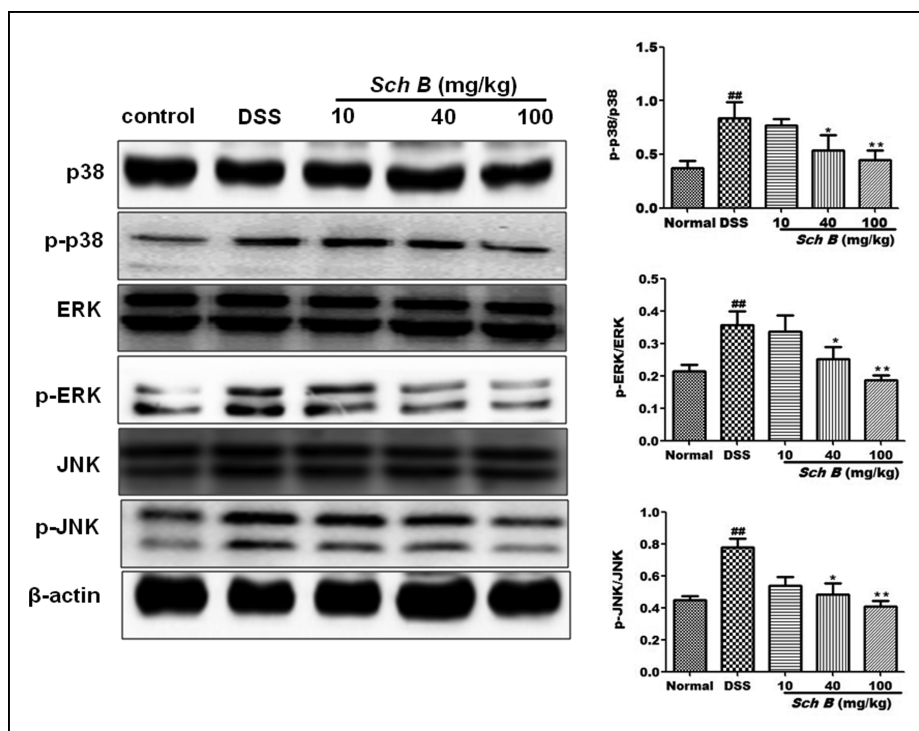 Sch B (mg/kg)
control DSS 10 40 100
p38
p-p38
ERK
p-ERK
JNK
p-JNK
β-actin
p-p38/p38
1.5
1.0
0.5
0.0
##
*
**
Normal DSS 10 40 100
Sch B (mg/kg)
p-ERK/ERK
0.5
0.4
0.3
0.2
0.1
0.0
##
*
**
Normal DSS 10 40 100
Sch B (mg/kg)
p-JNK/JNK
1.0
0.8
0.6
0.4
0.2
0.0
##
*
**
Normal DSS 10 40 100
Sch B (mg/kg)